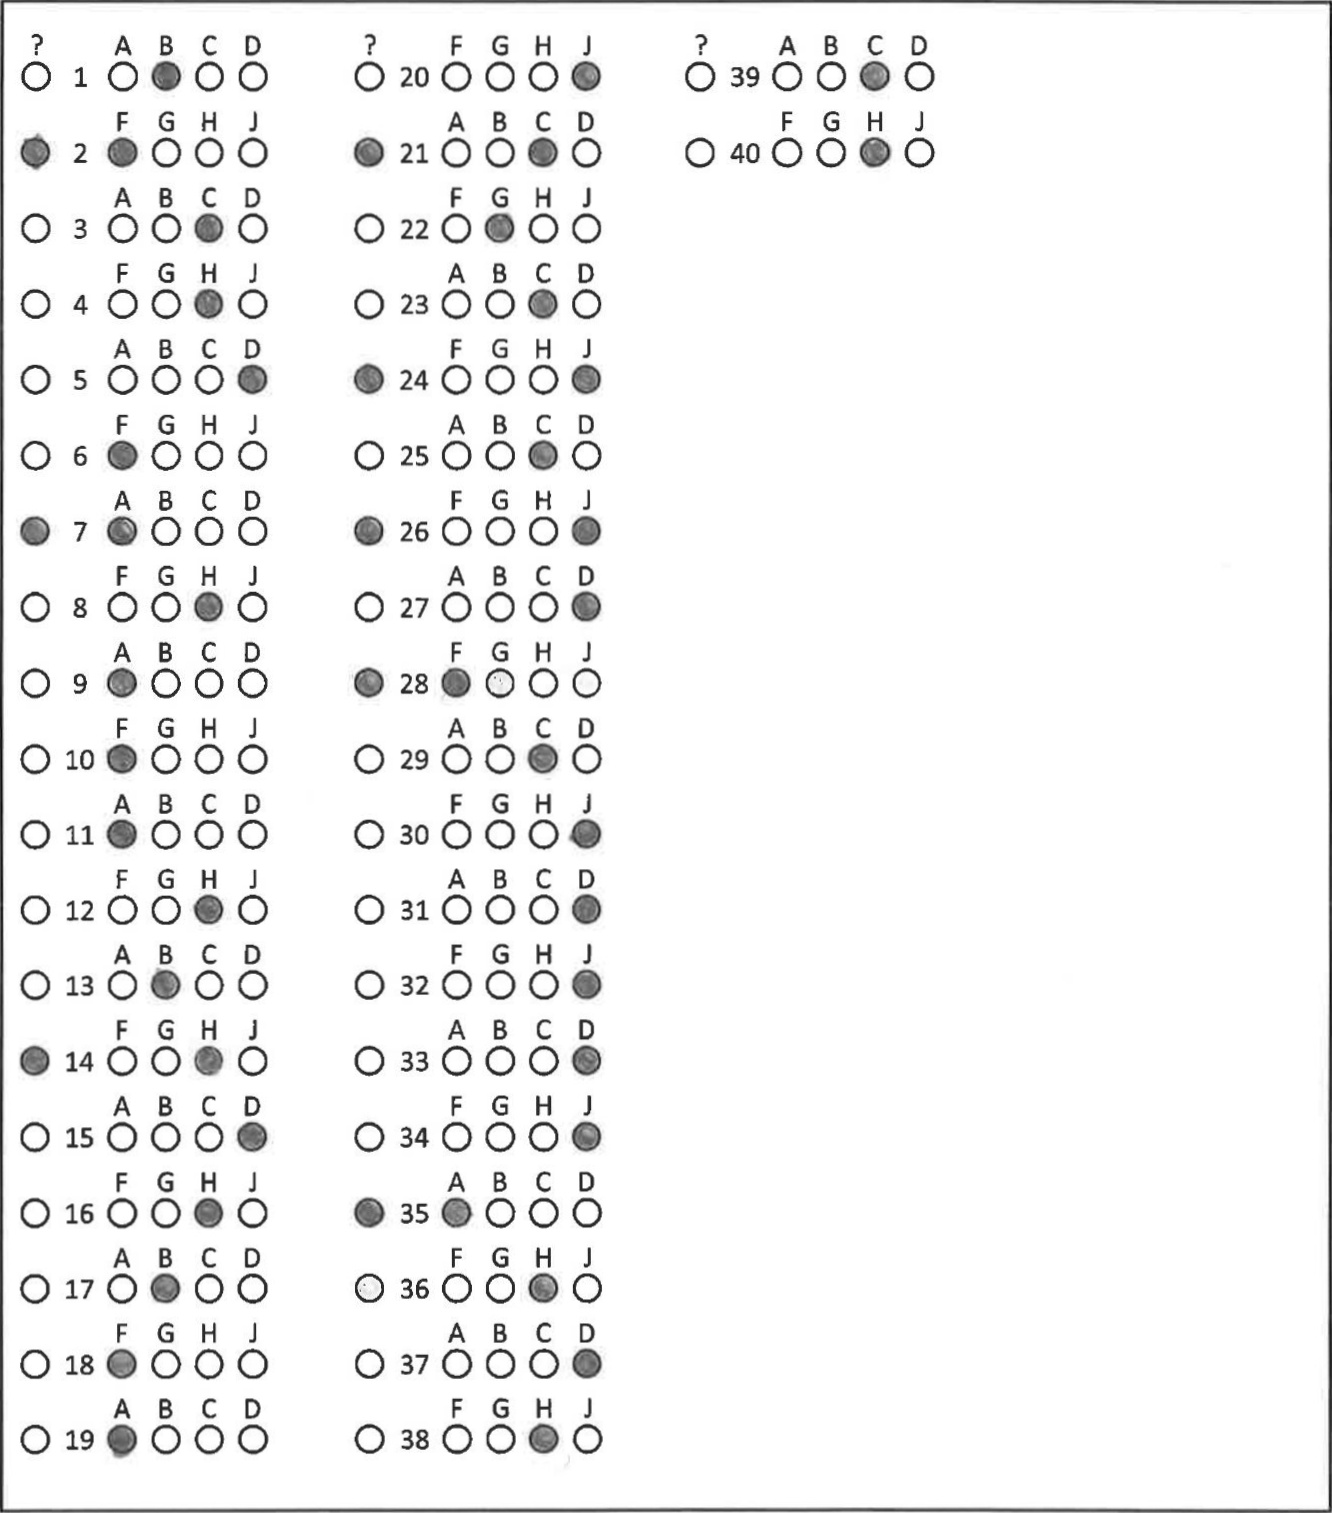 ? A B C D
1
F G H J
2
A B C D
3
F G H J
4
A B C D
5
F G H J
6
A B C D
7
F G H J
8
A B C D
9
F G H J
10
A B C D
11
F G H J
12
A B C D
13
F G H J
14
A B C D
15
F G H J
16
A B C D
17
F G H J
18
A B C D
19
? F G H J
20
A B C D
21
F G H J
22
A B C D
23
F G H J
24
A B C D
25
F G H J
26
A B C D
27
F G H J
28
A B C D
29
F G H J
30
A B C D
31
F G H J
32
A B C D
33
F G H J
34
A B C D
35
F G H J
36
A B C D
37
F G H J
38
? A B C D
39
F G H J
40